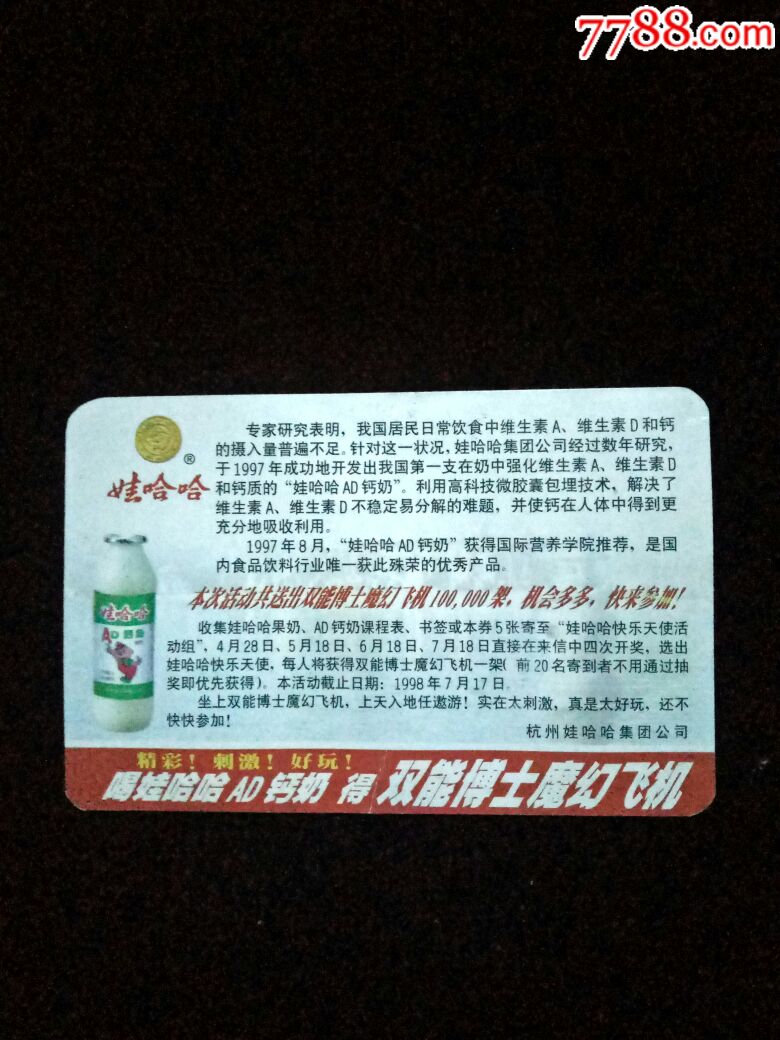 7788.com
专家研究表明，我国居民日常饮食中维生素A、维生素D和钙
的摄入量普遍不足。针对这一状况，娃哈哈集团公司经过数年研究，
于1997年成功地开发出我国第一支在奶中强化维生素A、维生素D
和钙质的“娃哈哈AD钙奶”。利用高科技微胶囊包埋技术，解决了
维生素A、维生素D不稳定易分解的难题，并使钙在人体中得到更
充分地吸收利用。
1997年8月，“娃哈哈AD钙奶”获得国际营养学院推荐，是国
内食品饮料行业唯一获此殊荣的优秀产品。
®
娃哈哈
娃哈哈
AD钙奶
本次活动共送出双能博士魔幻飞机100,000架，机会多多，快来参加！
收集娃哈哈果奶、AD钙奶课程表、书签或本券5张寄至“娃哈哈快乐天使活
动组”，4月28日、5月18日、6月18日、7月18日直接在来信中四次开奖，选出
娃哈哈快乐天使，每人将获得双能博士魔幻飞机一架(前20名寄到者不用通过抽
奖即优先获得)。本活动截止日期：1998年7月17日。
坐上双能博士魔幻飞机，上天入地任遨游！实在太刺激，真是太好玩，还不
快快参加！
杭州娃哈哈集团公司
精彩！刺激！好玩！
喝娃哈哈AD钙奶 得 双能博士魔幻飞机